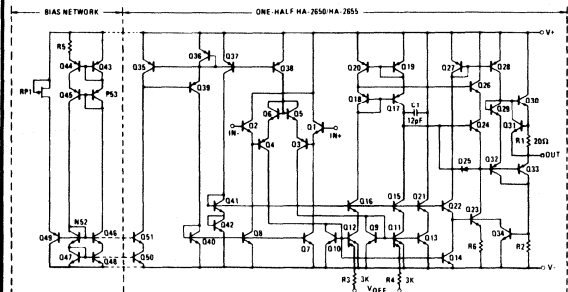 BIAS NETWORK
ONE-HALF HA-2650/HA-2655
V+
R5
Q44
Q43
Q35
Q36
Q37
Q38
Q20
Q19
Q27
Q28
Q26
RP1
Q45
P53
Q39
Q18
Q17
Q29
Q30
Q6
Q5
C1
12pF
Q31
R1
20Ω
Q2
Q1
IN-
IN+
Q24
OUT
Q4
Q3
D25
Q32
Q33
Q41
Q16
Q15
Q21
Q22
Q49
N52
Q46
Q51
Q42
Q40
Q8
Q7
Q10
Q12
Q9
Q11
Q13
Q23
Q34
R2
Q47
Q48
Q50
Q14
R6
V-
R3
3K
R4
3K
VOFF